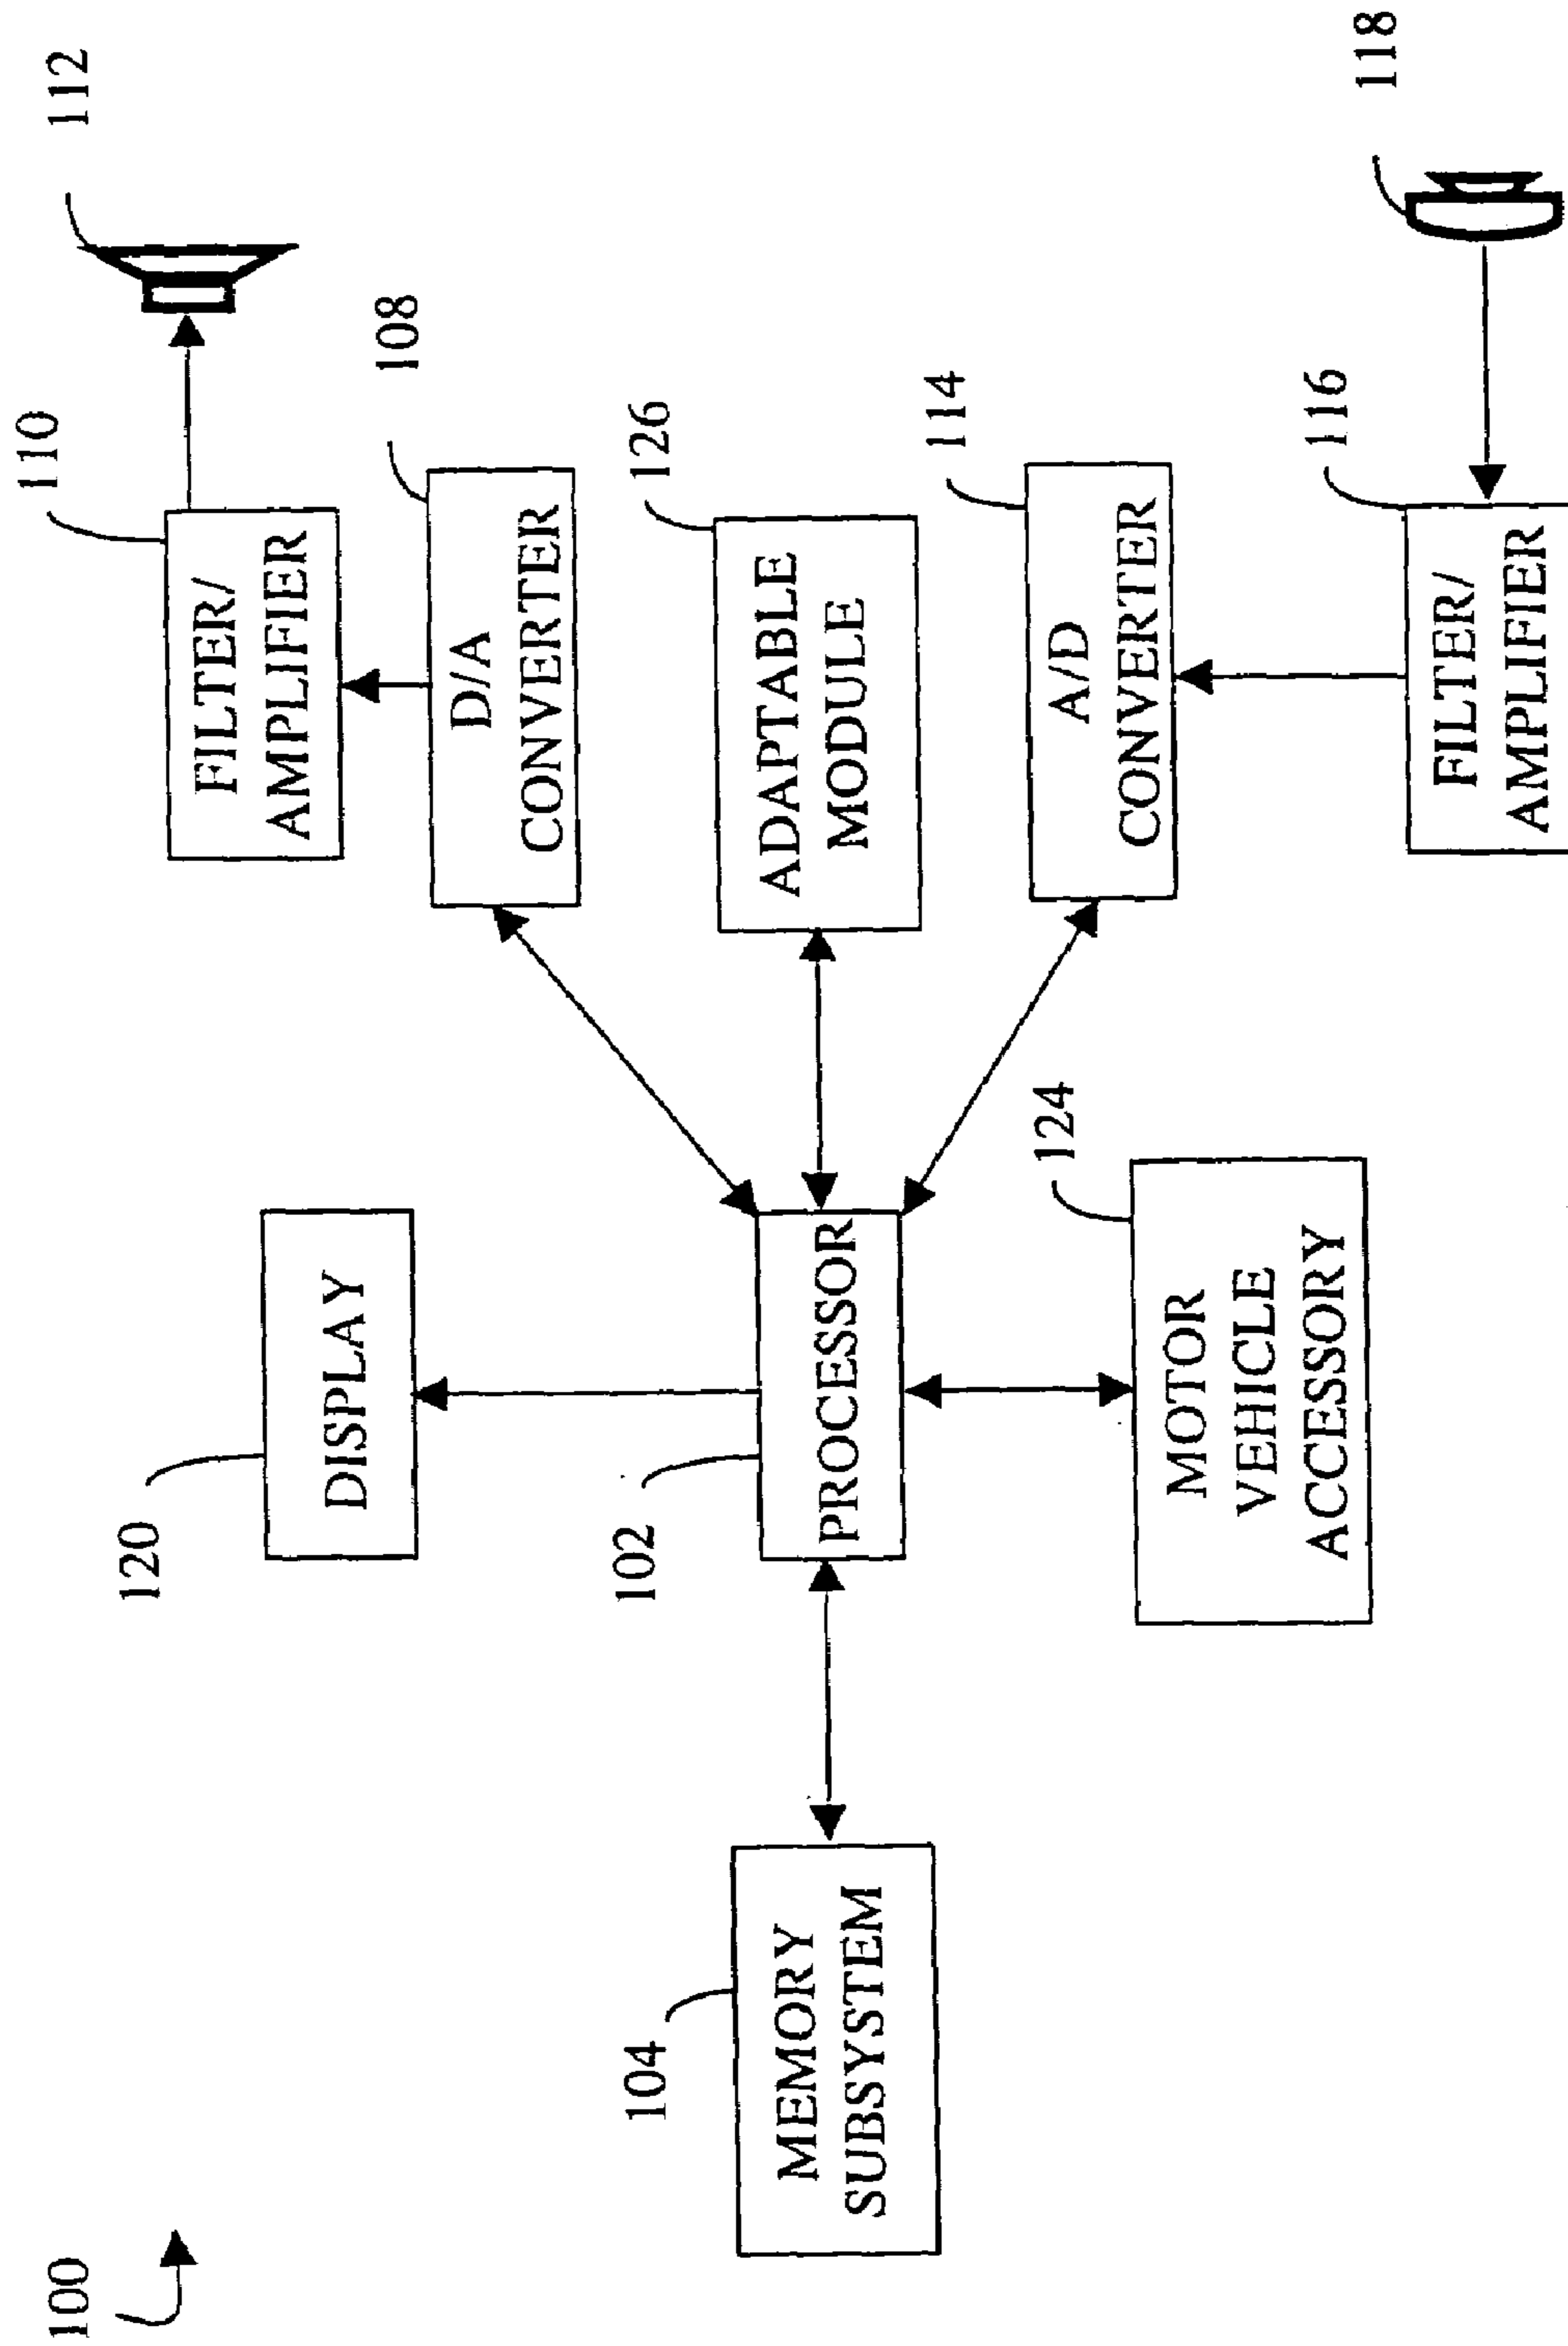 100
112
110
FILTER/
AMPLIFIER
108
D/A
CONVERTER
120
DISPLAY
126
ADAPTABLE
MODULE
102
PROCESSOR
104
MEMORY
SUBSYSTEM
114
A/D
CONVERTER
124
MOTOR
VEHICLE
ACCESSORY
118
116
FILTER/
AMPLIFIER